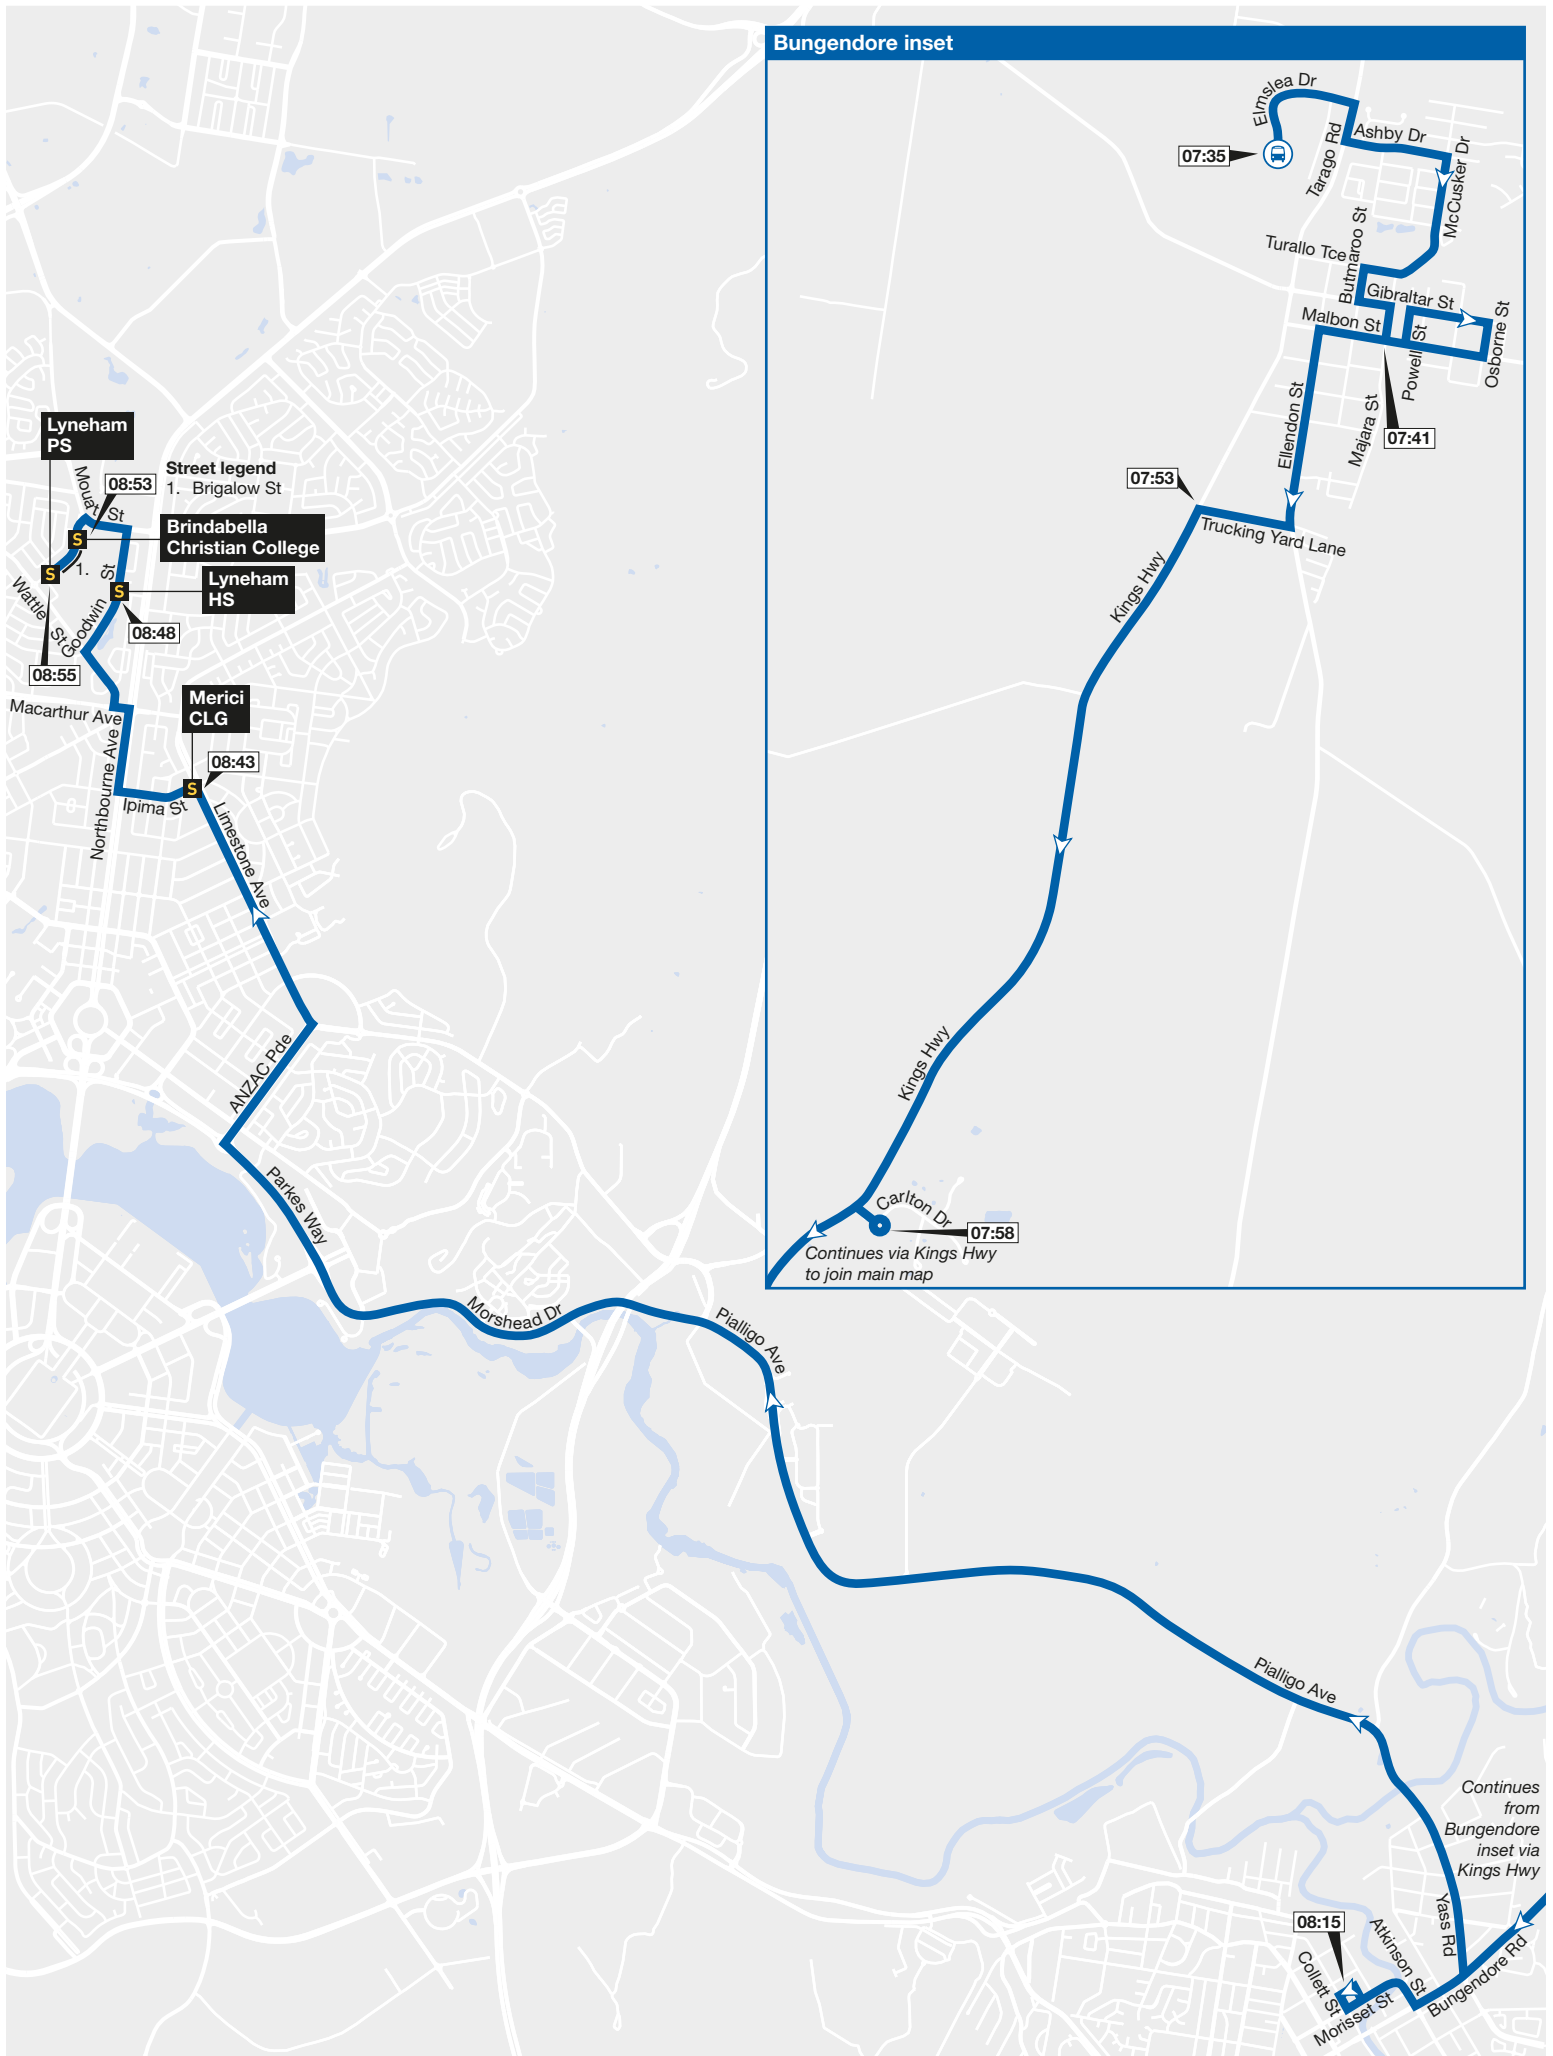 Bungendore inset
Elmslea Dr
07:35
Tarago Rd
Ashby Dr
McCusker Dr
Butmaroo St
Turallo Tce
Gibraltar St
Malbon St
Powell St
Osborne St
Ellendon St
Majara St
07:41
07:53
Trucking Yard Lane
Kings Hwy
Kings Hwy
Carlton Dr
07:58
Continues via Kings Hwy
to join main map
Lyneham
PS
Mouat St
08:53
Street legend
1. Brigalow St
Brindabella
Christian College
S
S
1.
Lyneham
HS
S
Wattle St
Goodwin St
08:48
08:55
Macarthur Ave
Merici
CLG
08:43
S
Northbourne Ave
Ipima St
Limestone Ave
ANZAC Pde
Parkes Way
Morshead Dr
Pialligo Ave
Pialligo Ave
Continues
from
Bungendore
inset via
Kings Hwy
Yass Rd
08:15
Atkinson St
Collett St
Morisset St
Bungendore Rd